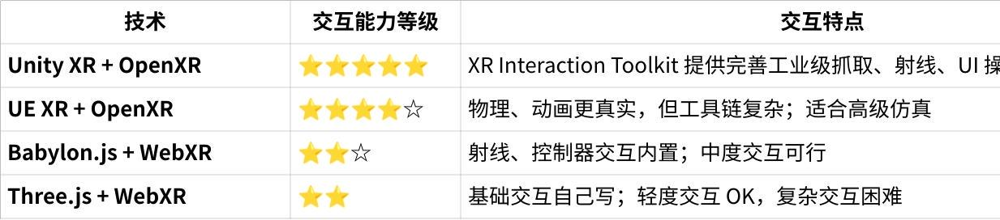 技术 交互能力等级 交互特点
Unity XR + OpenXR ⭐⭐⭐⭐⭐ XR Interaction Toolkit 提供完善工业级抓取、射线、UI 操
UE XR + OpenXR ⭐⭐⭐⭐☆ 物理、动画更真实，但工具链复杂；适合高级仿真
Babylon.js + WebXR ⭐⭐☆ 射线、控制器交互内置；中度交互可行
Three.js + WebXR ⭐⭐ 基础交互自己写；轻度交互 OK，复杂交互困难